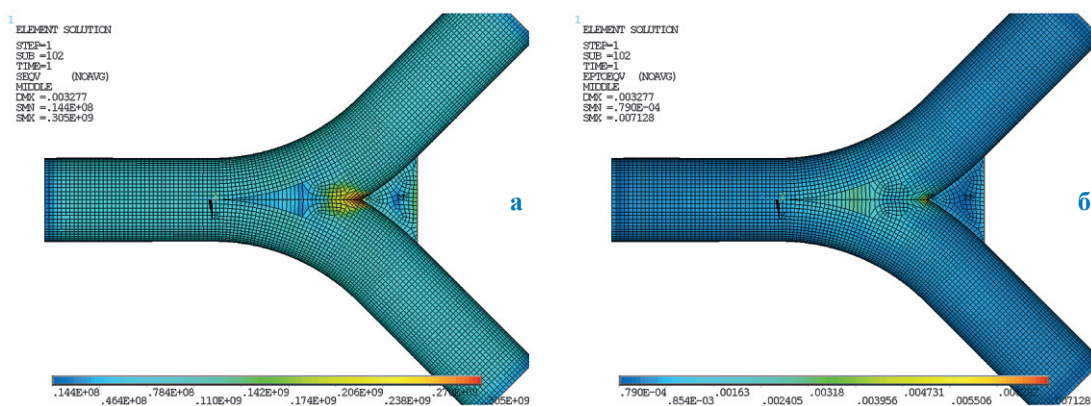 1
ELEMENT SOLUTION
STEP=1
SUB =102
TIME=1
SEQV (NOAVG)
MIDDLE
DMX =.003277
SMN =.144E+08
SMX =.305E+09
а
.144E+08 .784E+08 .142E+09 .206E+09
.464E+08 .110E+09 .174E+09 .238E+09 .305E+09
1
ELEMENT SOLUTION
STEP=1
SUB =102
TIME=1
EPTOEQV (NOAVG)
MIDDLE
DMX =.003277
SMN =.790E-04
SMX =.007128
б
.790E-04 .00163 .00318 .004731
.854E-03 .002405 .003956 .005506 .007128